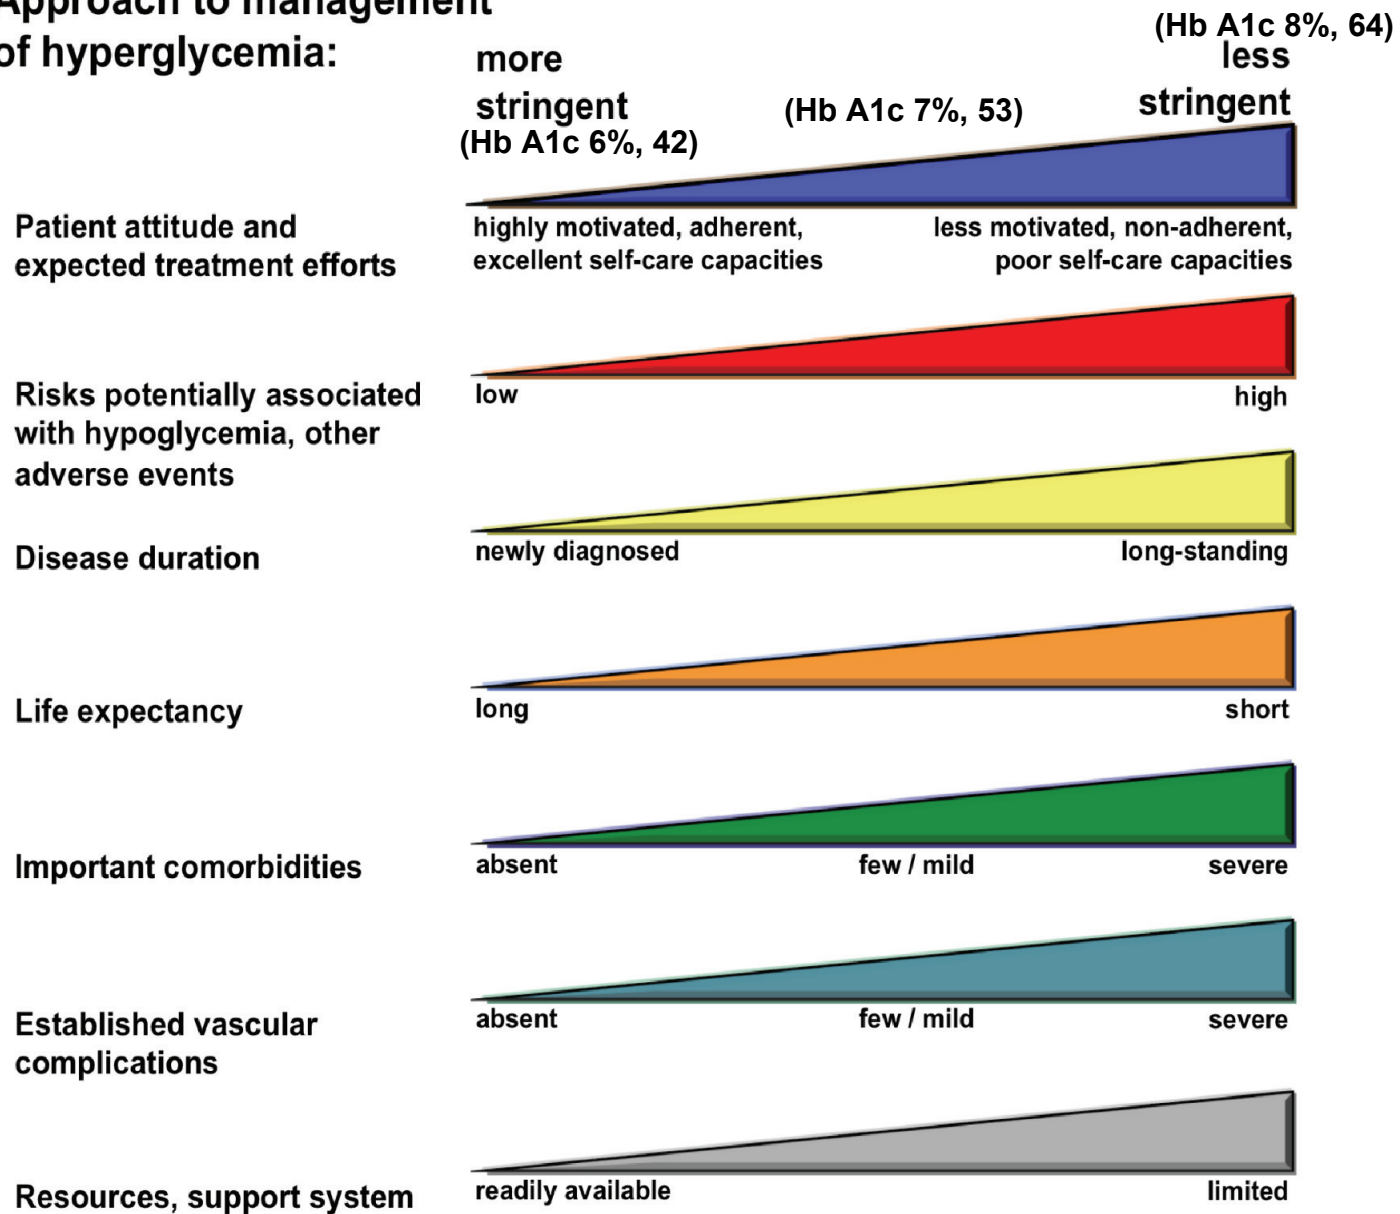 Approach to management
of hyperglycemia:
more
stringent
(Hb A1c 6%, 42)
(Hb A1c 7%, 53)
(Hb A1c 8%, 64)
less
stringent
Patient attitude and
expected treatment efforts
highly motivated, adherent,
excellent self-care capacities
less motivated, non-adherent,
poor self-care capacities
Risks potentially associated
with hypoglycemia, other
adverse events
low
high
Disease duration
newly diagnosed
long-standing
Life expectancy
long
short
Important comorbidities
absent
few / mild
severe
Established vascular
complications
absent
few / mild
severe
Resources, support system
readily available
limited